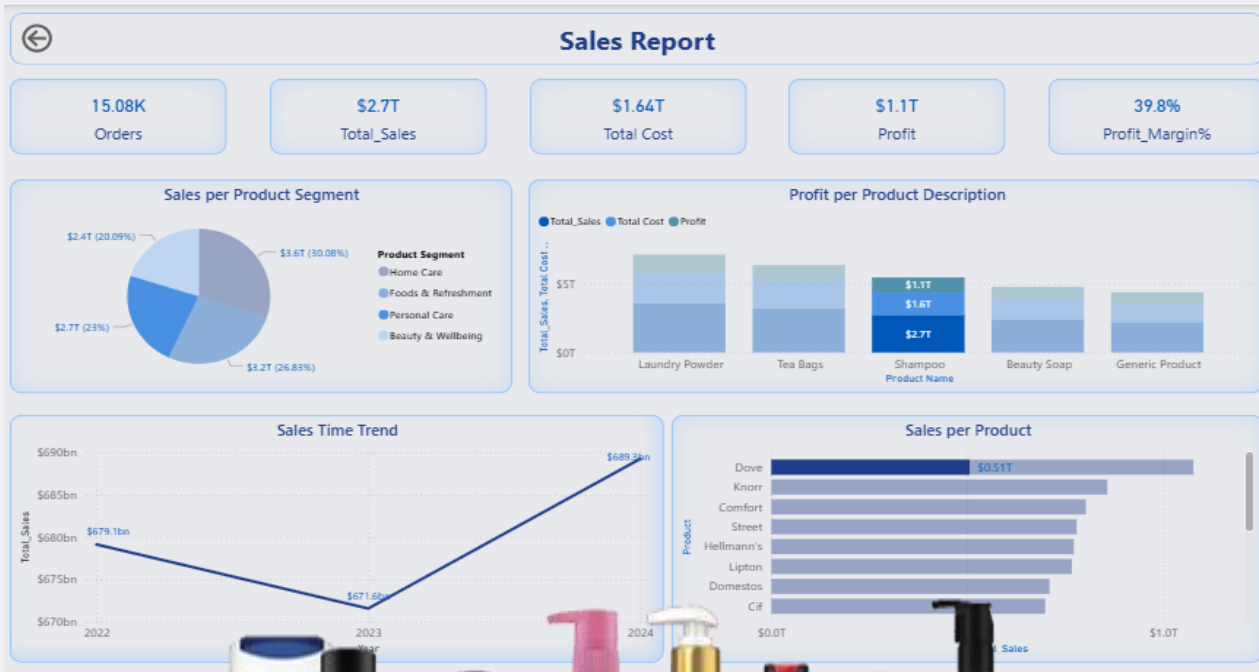 Sales Report
15.08K
Orders
$2.7T
Total_Sales
$1.64T
Total Cost
$1.1T
Profit
39.8%
Profit_Margin%
Sales per Product Segment
$2.4T (20.09%)
$3.6T (30.08%)
$2.7T (23%)
$3.2T (26.83%)
Product Segment
Home Care
Foods & Refreshment
Personal Care
Beauty & Wellbeing
Profit per Product Description
Total_Sales Total Cost Profit
Total_Sales, Total Cost...
$5T
$0T
$1.1T
$1.6T
$2.7T
Laundry Powder Tea Bags Shampoo Beauty Soap Generic Product
Product Name
Sales Time Trend
Total_Sales
$690bn
$685bn
$680bn
$675bn
$670bn
$679.1bn
$671.6bn
$689.3bn
2022 2023 2024
Year
Sales per Product
Product
Dove $0.51T
Knorr
Comfort
Street
Hellmann's
Lipton
Domestos
Cif
$0.0T $1.0T
Sales